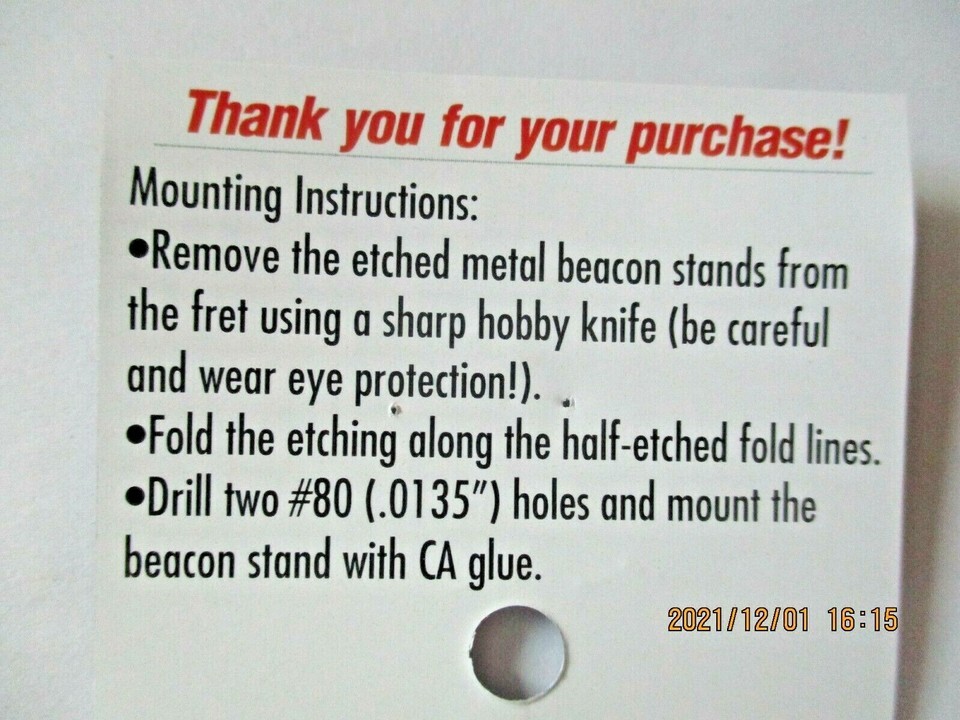 Thank you for your purchase!
Mounting Instructions:
•Remove the etched metal beacon stands from
the fret using a sharp hobby knife (be careful
and wear eye protection!).
•Fold the etching along the half-etched fold lines.
•Drill two #80 (.0135”) holes and mount the
beacon stand with CA glue.
2021/12/01 16:15